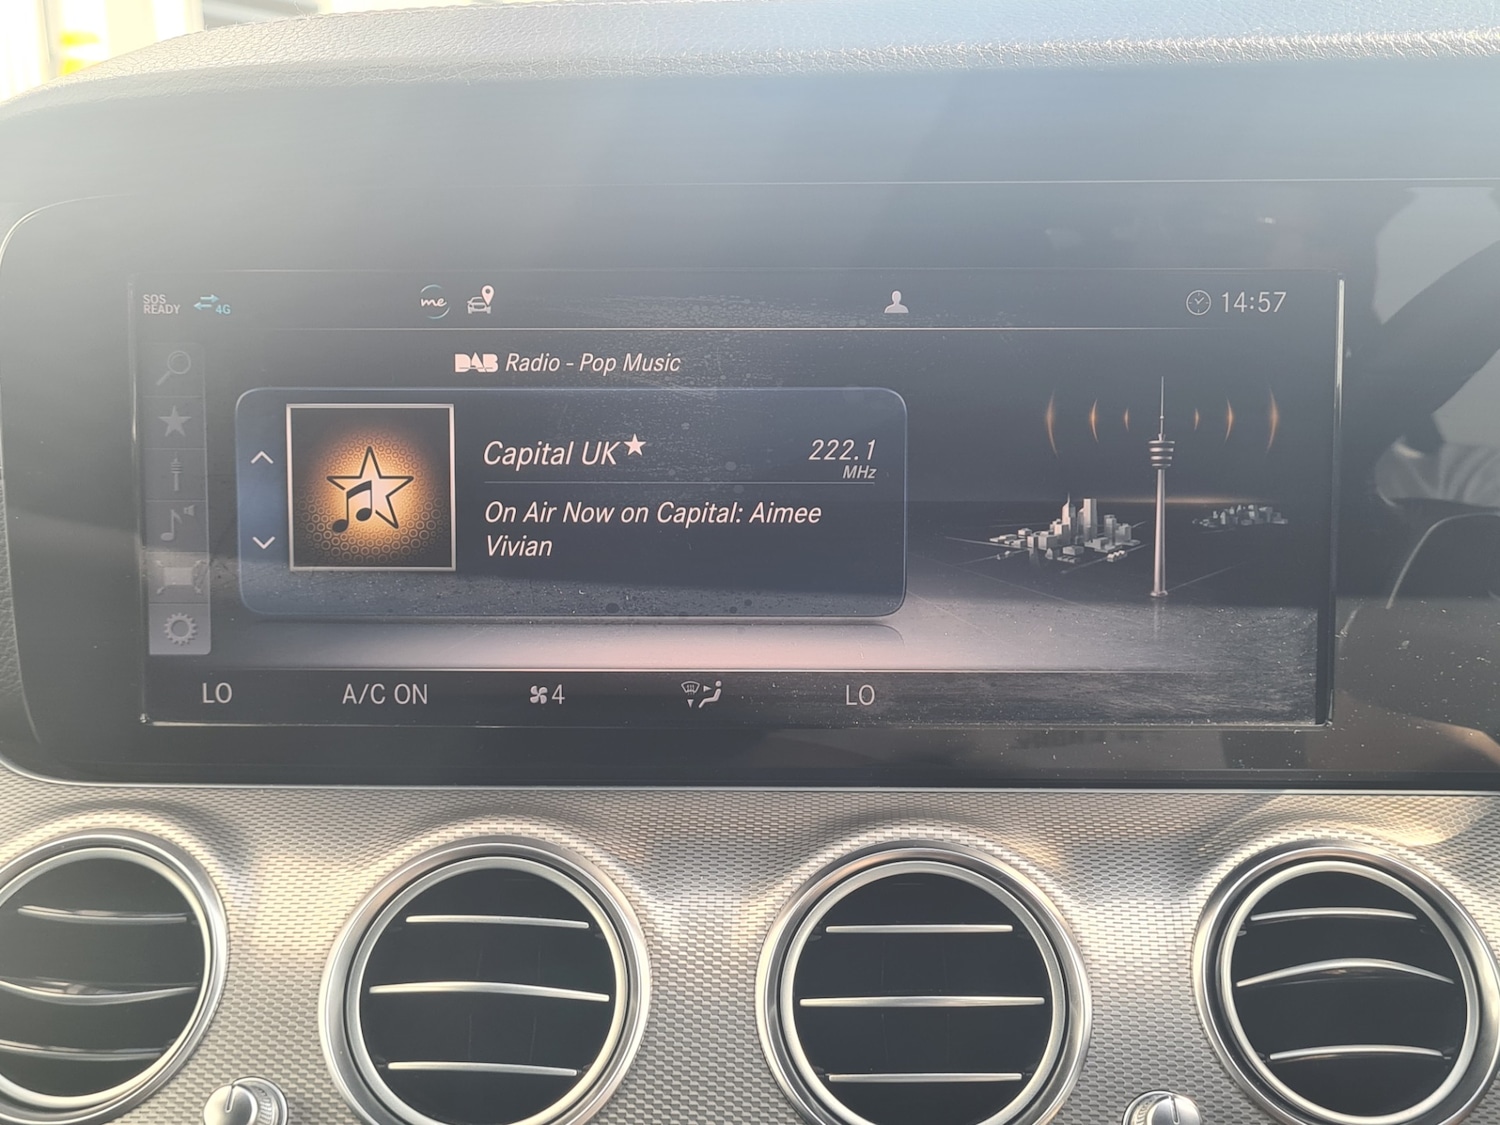 SOS
READY
4G
me
14:57
DAB Radio - Pop Music
Capital UK★
222.1
MHz
On Air Now on Capital: Aimee
Vivian
LO
A/C ON
4
LO